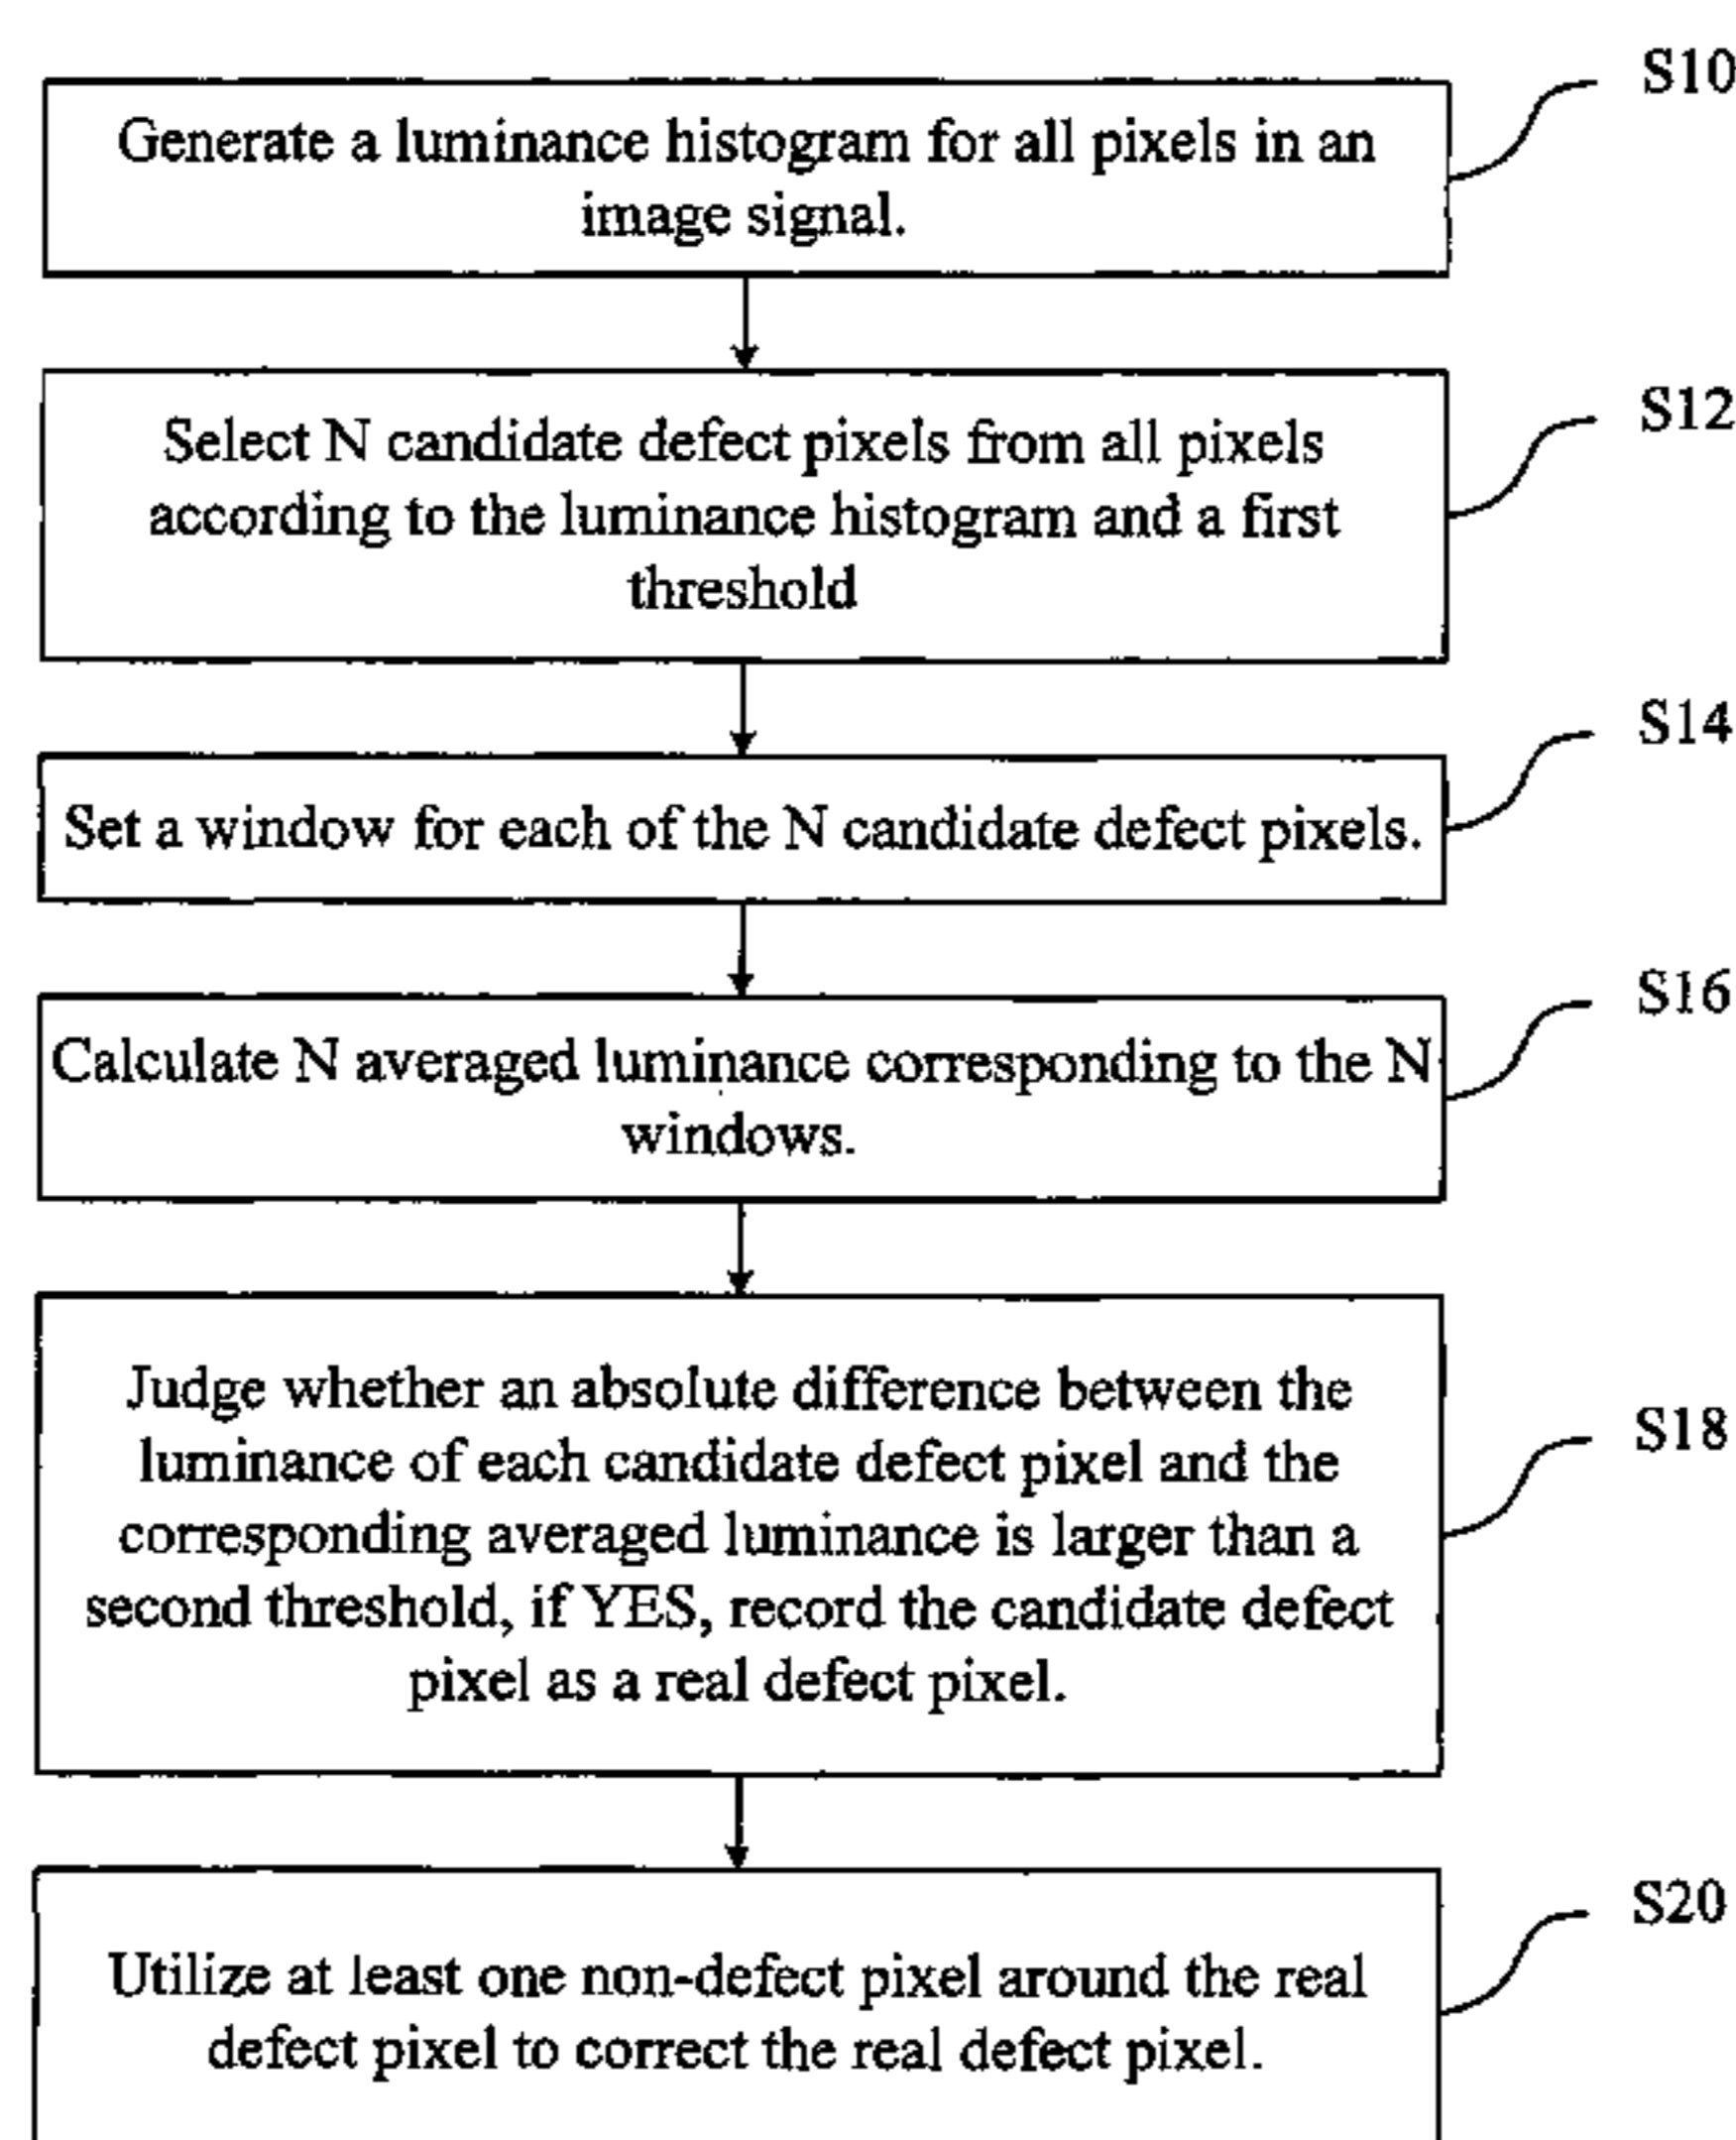 S10
Generate a luminance histogram for all pixels in an
image signal.
S12
Select N candidate defect pixels from all pixels
according to the luminance histogram and a first
threshold
S14
Set a window for each of the N candidate defect pixels.
S16
Calculate N averaged luminance corresponding to the N
windows.
S18
Judge whether an absolute difference between the
luminance of each candidate defect pixel and the
corresponding averaged luminance is larger than a
second threshold, if YES, record the candidate defect
pixel as a real defect pixel.
S20
Utilize at least one non-defect pixel around the real
defect pixel to correct the real defect pixel.